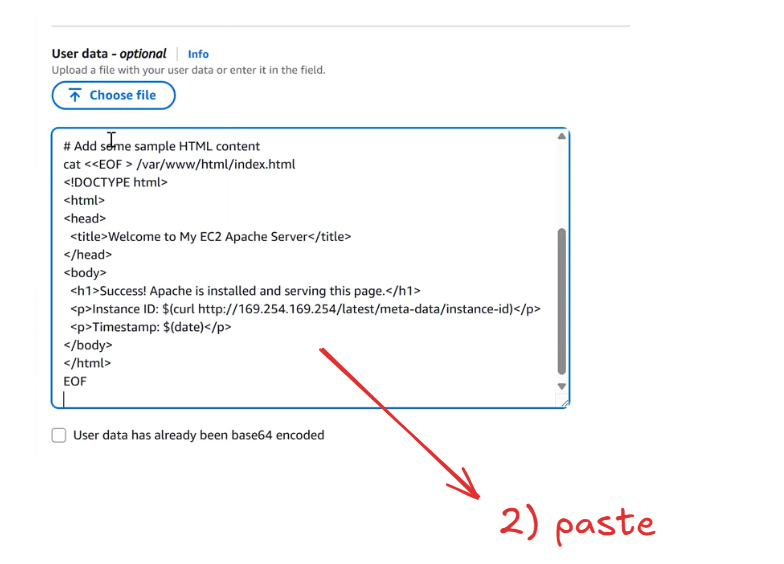 User data - optional | Info
Upload a file with your user data or enter it in the field.
Choose file
# Add some sample HTML content
cat <<EOF > /var/www/html/index.html
<!DOCTYPE html>
<html>
<head>
  <title>Welcome to My EC2 Apache Server</title>
</head>
<body>
  <h1>Success! Apache is installed and serving this page.</h1>
  <p>Instance ID: $(curl http://169.254.169.254/latest/meta-data/instance-id)</p>
  <p>Timestamp: $(date)</p>
</body>
</html>
EOF
User data has already been base64 encoded
2) paste